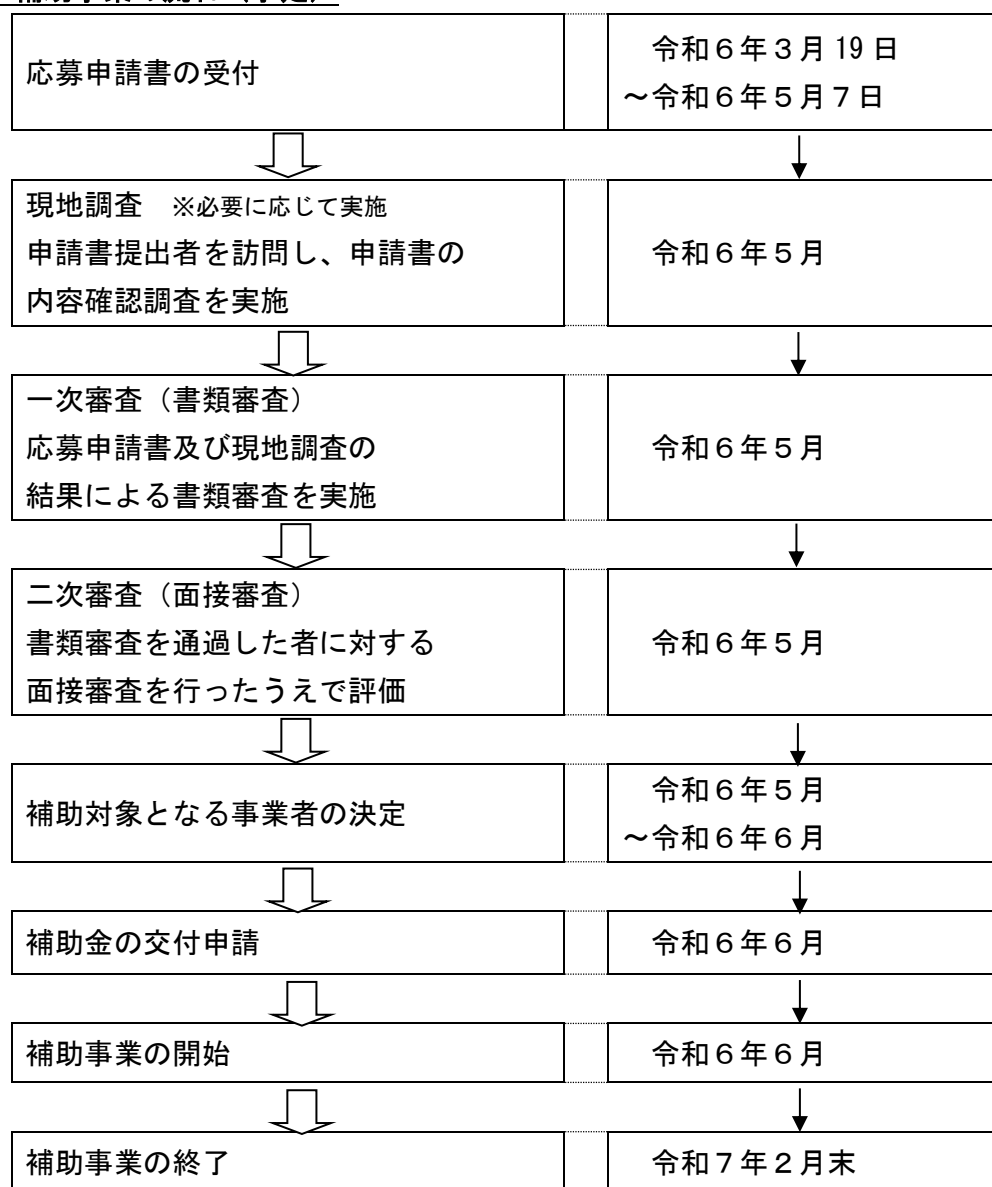 補助事業の流れ（予定）
応募申請書の受付
令和６年３月 19 日
～令和６年５月７日
現地調査　※必要に応じて実施
申請書提出者を訪問し、申請書の
内容確認調査を実施
令和６年５月
一次審査（書類審査）
応募申請書及び現地調査の
結果による書類審査を実施
令和６年５月
二次審査（面接審査）
書類審査を通過した者に対する
面接審査を行ったうえで評価
令和６年５月
補助対象となる事業者の決定
令和６年５月
～令和６年６月
補助金の交付申請
令和６年６月
補助事業の開始
令和６年６月
補助事業の終了
令和７年２月末